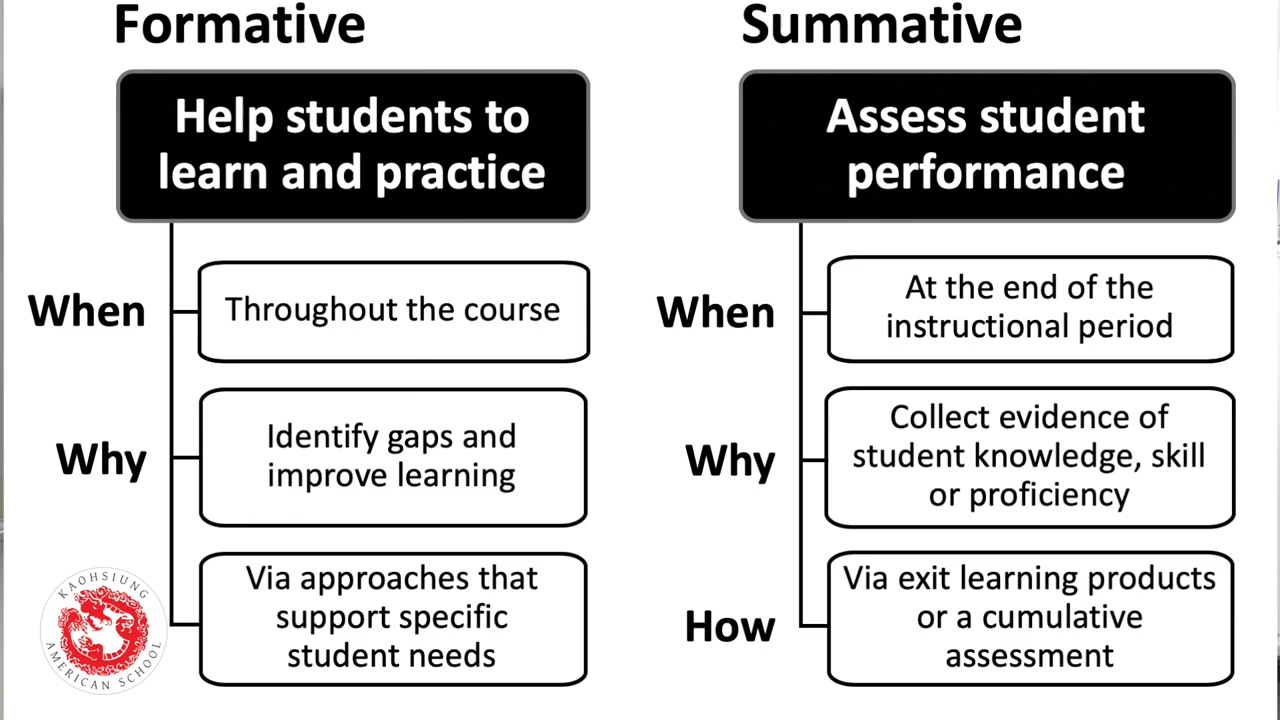 Formative
Help students to
learn and practice
When
Throughout the course
Why
Identify gaps and
improve learning
Via approaches that
support specific
student needs
KAOHSIUNG
AMERICAN SCHOOL
Summative
Assess student
performance
When
At the end of the
instructional period
Why
Collect evidence of
student knowledge, skill
or proficiency
How
Via exit learning products
or a cumulative
assessment